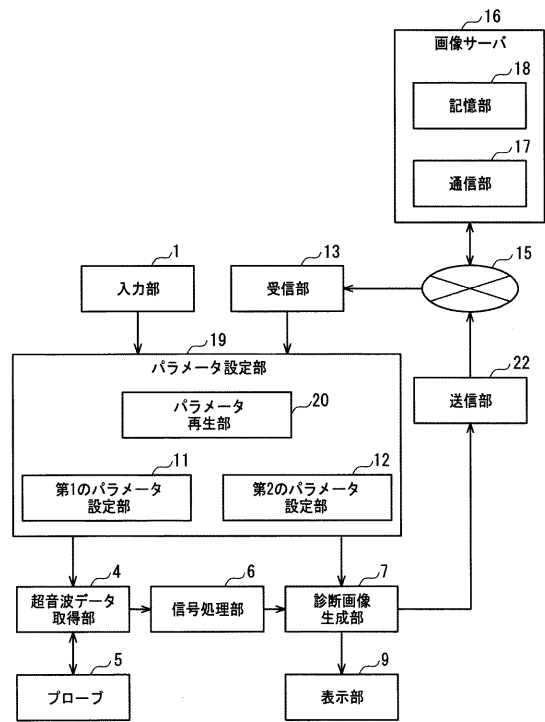 16
画像サーバ
18
記憶部
17
通信部
1
入力部
13
受信部
15
19
パラメータ設定部
パラメータ
再生部
20
22
送信部
11
第1のパラメータ
設定部
12
第2のパラメータ
設定部
4
超音波データ
取得部
6
信号処理部
7
診断画像
生成部
5
プローブ
9
表示部